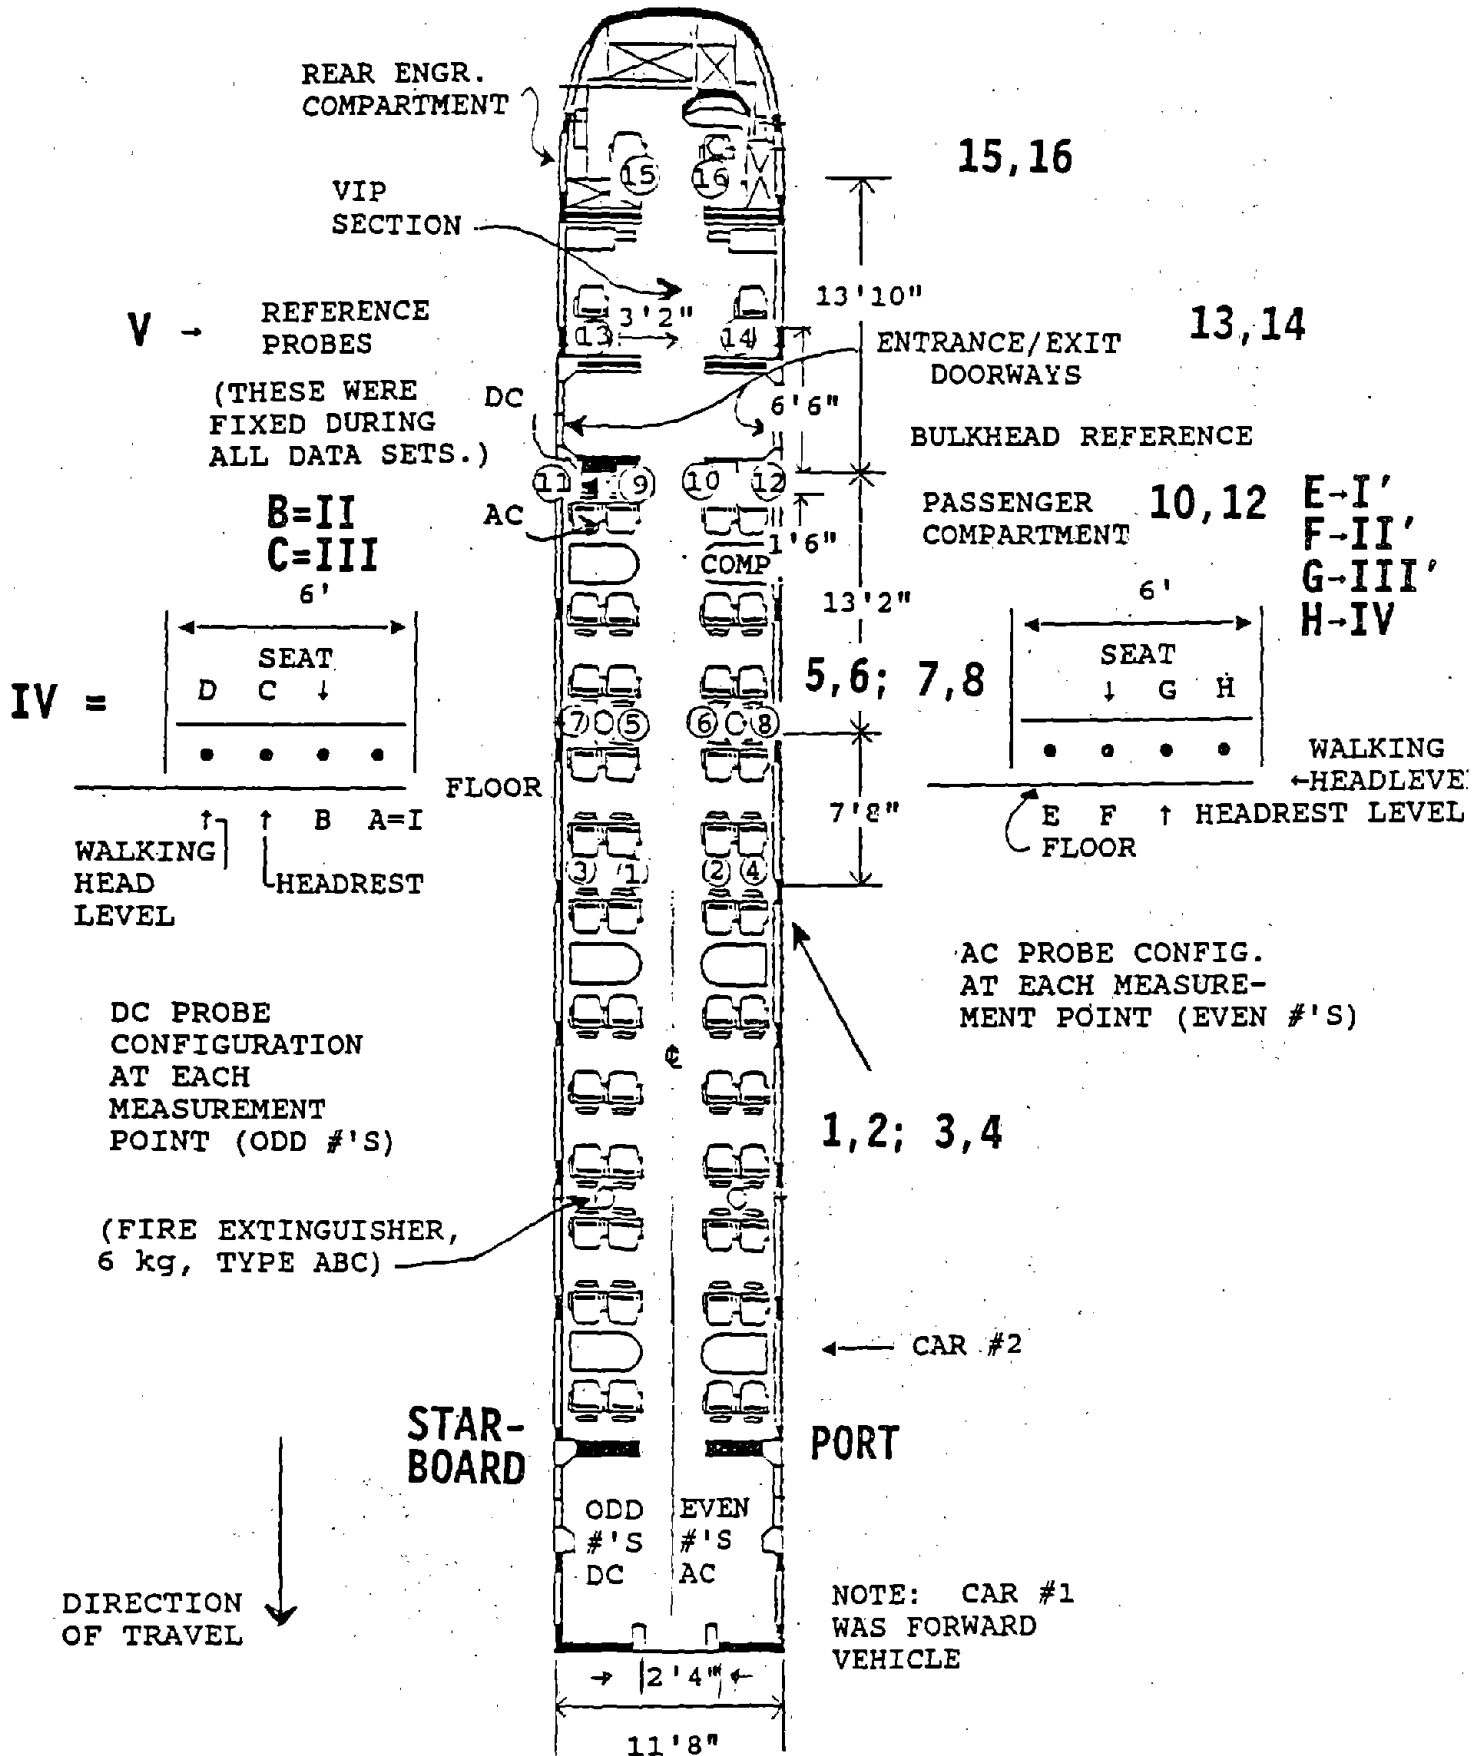 REAR ENGR.
COMPARTMENT
15
16
15,16
VIP
SECTION
13'10"
V → REFERENCE
PROBES
3'2"
13
14
13,14
ENTRANCE/EXIT
DOORWAYS
(THESE WERE
FIXED DURING
ALL DATA SETS.)
DC
6'6"
BULKHEAD REFERENCE
11
9
10
12
B=II
C=III
AC
PASSENGER
COMPARTMENT
10,12
E→I'
F→II'
G→III'
H→IV
1'6"
COMP
6'
13'2"
6'
SEAT
D C ↓
IV =
5,6; 7,8
SEAT
↓ G H
7
5
6
8
FLOOR
WALKING
←HEADLEVE
7'8"
↑ ↑ B A=I
E F ↑ HEADREST LEVEL
FLOOR
WALKING
HEAD
LEVEL
HEADREST
3
1
2
4
AC PROBE CONFIG.
AT EACH MEASURE-
MENT POINT (EVEN #'S)
DC PROBE
CONFIGURATION
AT EACH
MEASUREMENT
POINT (ODD #'S)
℄
1,2; 3,4
(FIRE EXTINGUISHER,
6 kg, TYPE ABC)
← CAR #2
STAR-
BOARD
PORT
ODD
#'S
DC
EVEN
#'S
AC
DIRECTION
OF TRAVEL
NOTE: CAR #1
WAS FORWARD
VEHICLE
2'4"
11'8"